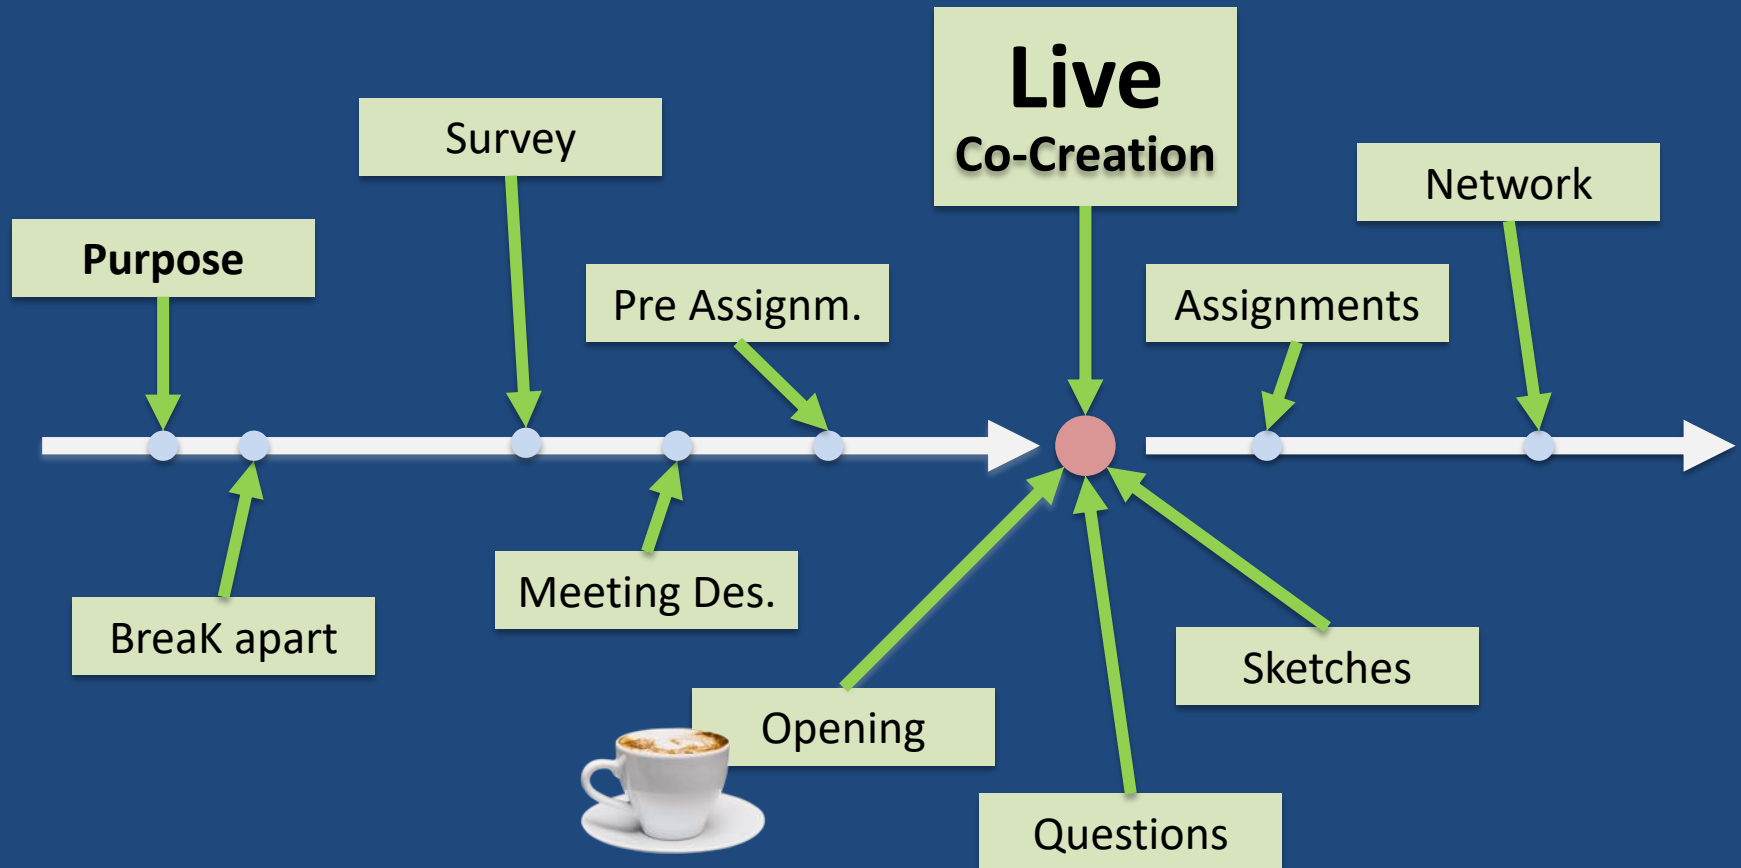 Live
Co-Creation
Survey
Network
Purpose
Pre Assignm.
Assignments
Meeting Des.
BreaK apart
Sketches
Opening
Questions